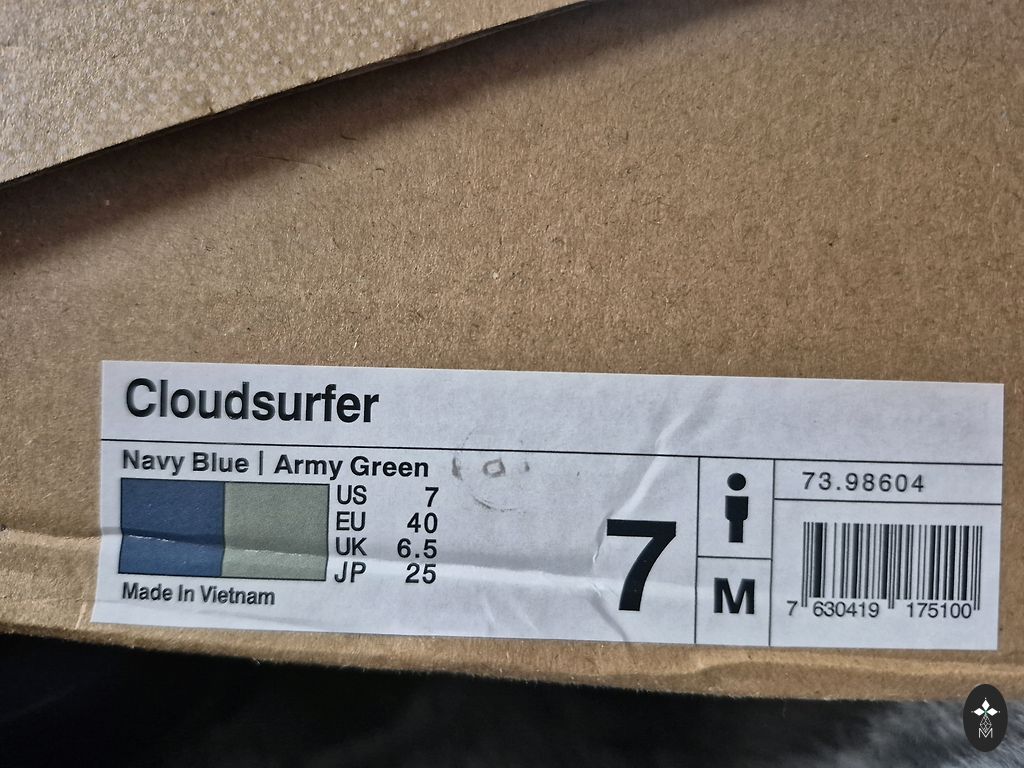 Cloudsurfer
Navy Blue | Army Green
US 7
EU 40
UK 6.5
JP 25
Made In Vietnam
7
M
73.98604
7 630419 175100
M